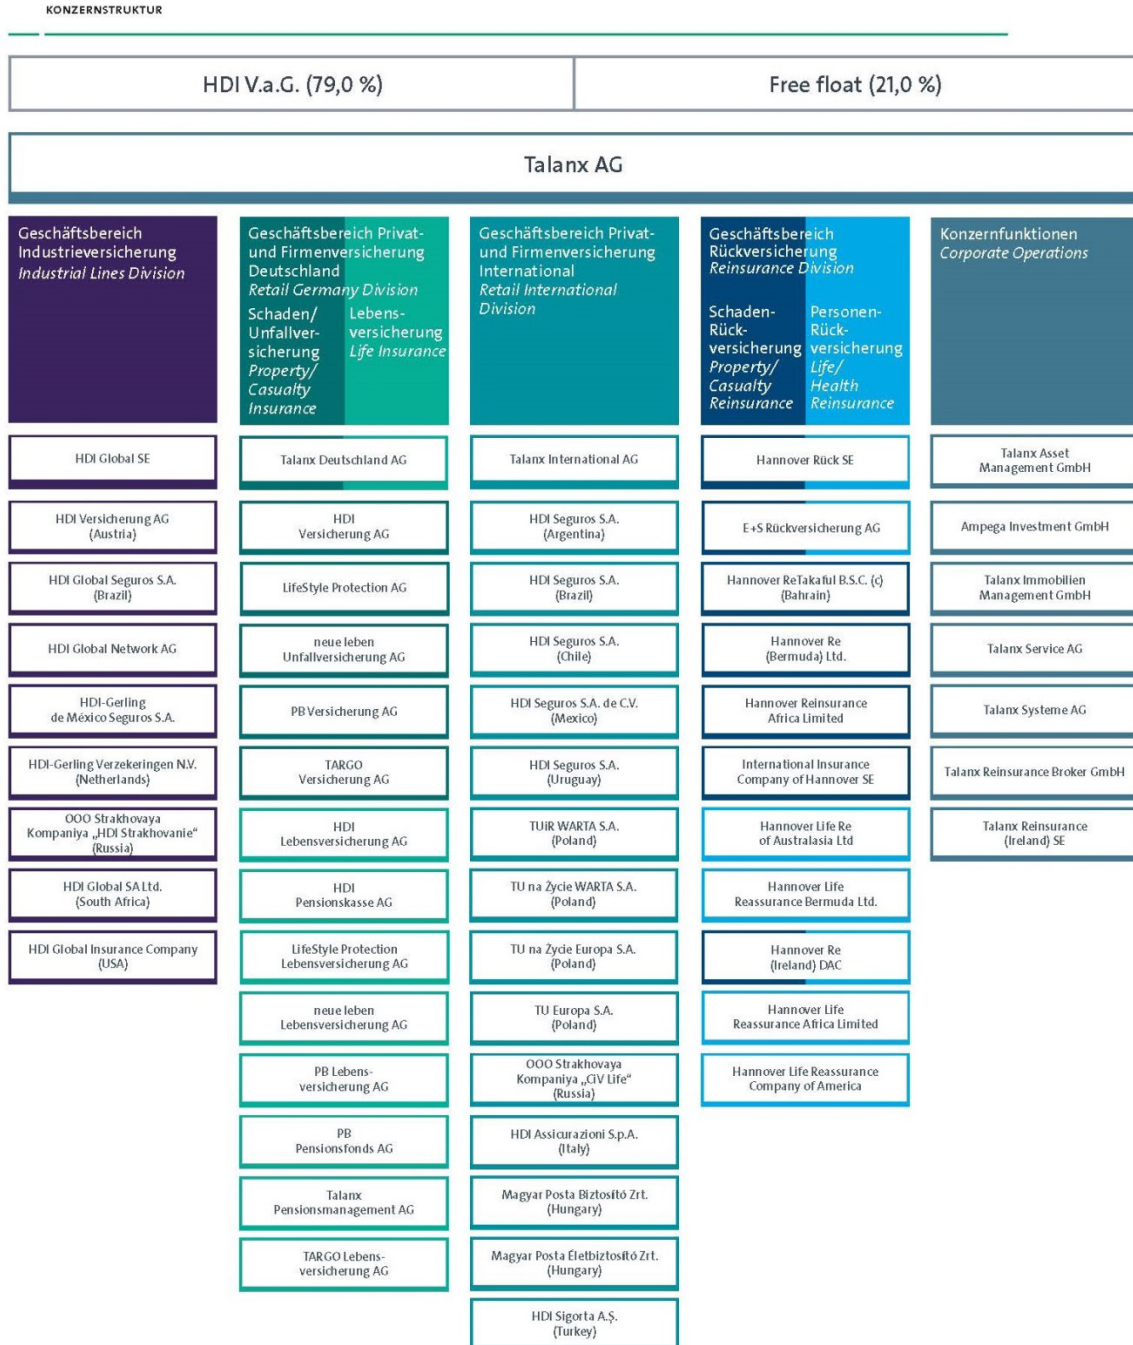 KONZERNSTRUKTUR
HDI V.a.G. (79,0 %)
Free float (21,0 %)
Talanx AG
Geschäftsbereich
Industrieversicherung
Industrial Lines Division
HDI Global SE
HDI Versicherung AG
(Austria)
HDI Global Seguros S.A.
(Brazil)
HDI Global Network AG
HDI-Gerling
de México Seguros S.A.
HDI-Gerling Verzekeringen N.V.
(Netherlands)
OOO Strakhovaya
Kompaniya „HDI Strakhovanie“
(Russia)
HDI Global SA Ltd.
(South Africa)
HDI Global Insurance Company
(USA)
Geschäftsbereich Privat-
und Firmenversicherung
Deutschland
Retail Germany Division
Schaden/
Unfallver-
sicherung
Property/
Casualty
Insurance
Lebens-
versicherung
Life Insurance
Talanx Deutschland AG
HDI
Versicherung AG
LifeStyle Protection AG
neue leben
Unfallversicherung AG
PB Versicherung AG
TARGO
Versicherung AG
HDI
Lebensversicherung AG
HDI
Pensionskasse AG
LifeStyle Protection
Lebensversicherung AG
neue leben
Lebensversicherung AG
PB Lebens-
versicherung AG
PB
Pensionsfonds AG
Talanx
Pensionsmanagement AG
TARGO Lebens-
versicherung AG
Geschäftsbereich Privat-
und Firmenversicherung
International
Retail International
Division
Talanx International AG
HDI Seguros S.A.
(Argentina)
HDI Seguros S.A.
(Brazil)
HDI Seguros S.A.
(Chile)
HDI Seguros S.A. de C.V.
(Mexico)
HDI Seguros S.A.
(Uruguay)
TUiR WARTA S.A.
(Poland)
TU na Życie WARTA S.A.
(Poland)
TU na Życie Europa S.A.
(Poland)
TU Europa S.A.
(Poland)
OOO Strakhovaya
Kompaniya „CiV Life“
(Russia)
HDI Assicurazioni S.p.A.
(Italy)
Magyar Posta Biztosító Zrt.
(Hungary)
Magyar Posta Életbiztosító Zrt.
(Hungary)
HDI Sigorta A.Ş.
(Turkey)
Geschäftsbereich
Rückversicherung
Reinsurance Division
Schaden-
Rück-
versicherung
Property/
Casualty
Reinsurance
Personen-
Rück-
versicherung
Life/
Health
Reinsurance
Hannover Rück SE
E+S Rückversicherung AG
Hannover ReTakaful B.S.C. (c)
(Bahrain)
Hannover Re
(Bermuda) Ltd.
Hannover Reinsurance
Africa Limited
International Insurance
Company of Hannover SE
Hannover Life Re
of Australasia Ltd
Hannover Life
Reassurance Bermuda Ltd.
Hannover Re
(Ireland) DAC
Hannover Life
Reassurance Africa Limited
Hannover Life Reassurance
Company of America
Konzernfunktionen
Corporate Operations
Talanx Asset
Management GmbH
Ampega Investment GmbH
Talanx Immobilien
Management GmbH
Talanx Service AG
Talanx Systeme AG
Talanx Reinsurance Broker GmbH
Talanx Reinsurance
(Ireland) SE